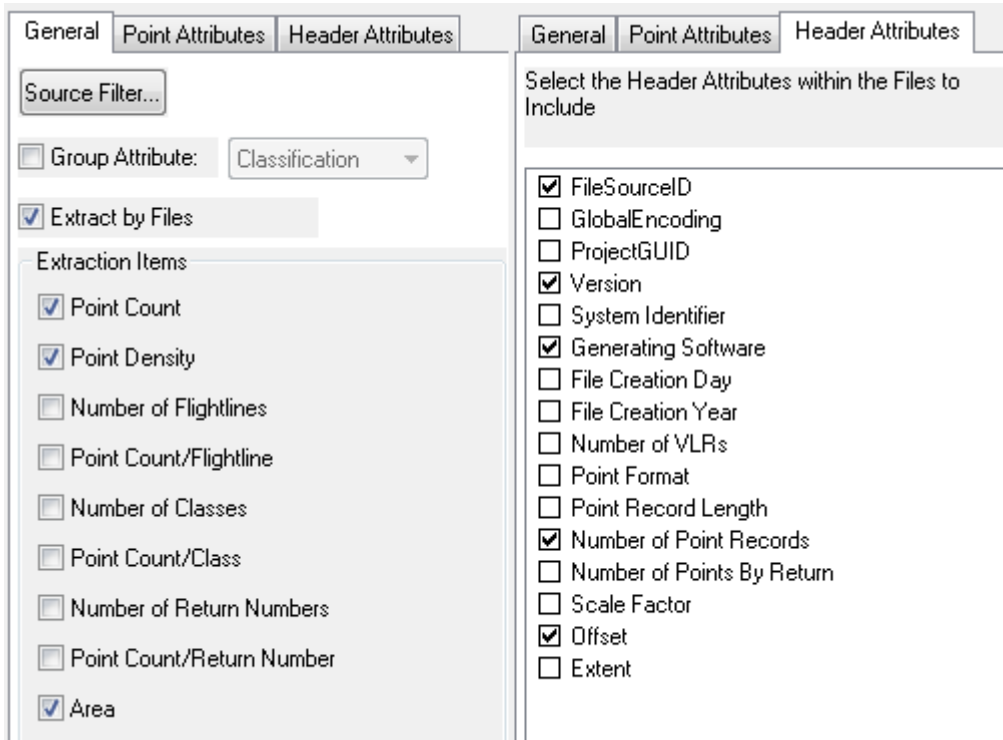 General Point Attributes Header Attributes
Source Filter...
Group Attribute: Classification
Extract by Files
Extraction Items
Point Count
Point Density
Number of Flightlines
Point Count/Flightline
Number of Classes
Point Count/Class
Number of Return Numbers
Point Count/Return Number
Area
General Point Attributes Header Attributes
Select the Header Attributes within the Files to
Include
FileSourceID
GlobalEncoding
ProjectGUID
Version
System Identifier
Generating Software
File Creation Day
File Creation Year
Number of VLRs
Point Format
Point Record Length
Number of Point Records
Number of Points By Return
Scale Factor
Offset
Extent